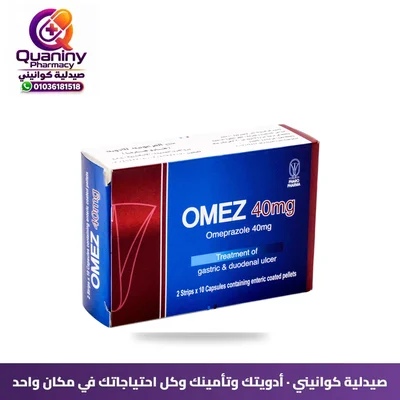 Quaniny
Pharmacy
صيدلية كوانيني
01036181518
OMEZ 40mg
Omeprazole 40mg
Treatment of
gastric & duodenal ulcer
2 Strips x 10 Capsules containing enteric coated pellets
PHARMA
صيدلية كوانيني - أدويتك وتأمينك وكل احتياجاتك في مكان واحد